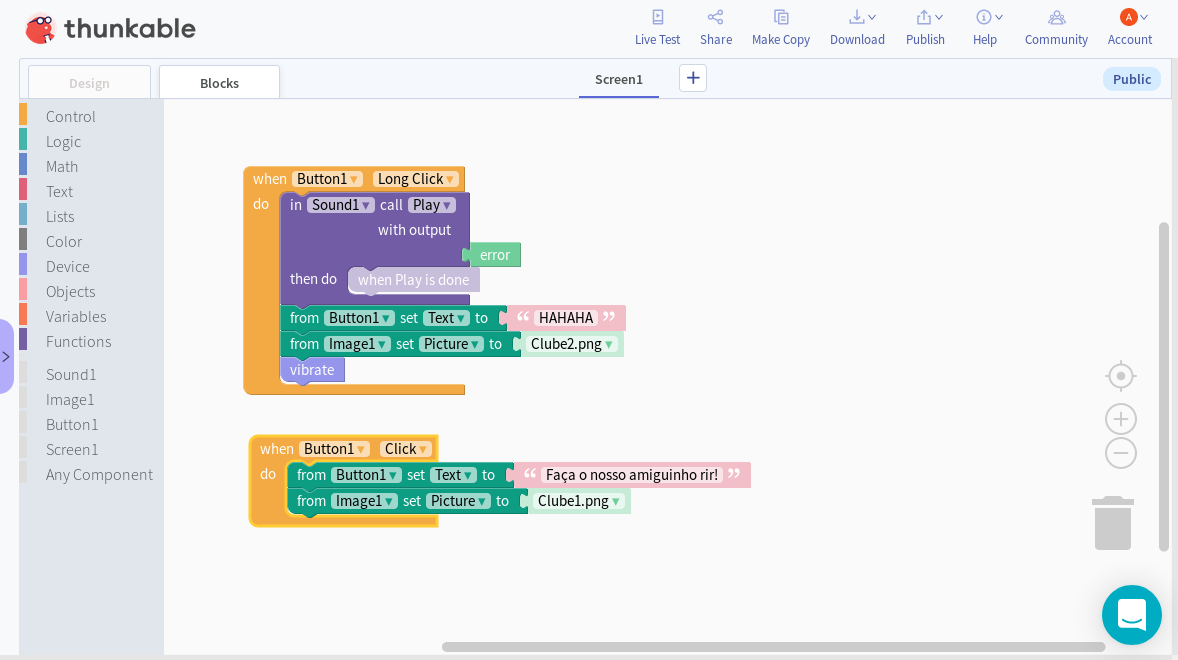 thunkable
Live Test Share Make Copy Download Publish Help Community A Account
Design Blocks Screen1 + Public
Control
Logic
Math
Text
Lists
Color
Device
Objects
Variables
Functions
Sound1
Image1
Button1
Screen1
Any Component
when Button1 Long Click
do in Sound1 call Play
with output
error
then do when Play is done
from Button1 set Text to “ HAHAHA ”
from Image1 set Picture to Clube2.png
vibrate
when Button1 Click
do from Button1 set Text to “ Faça o nosso amiguinho rir! ”
from Image1 set Picture to Clube1.png